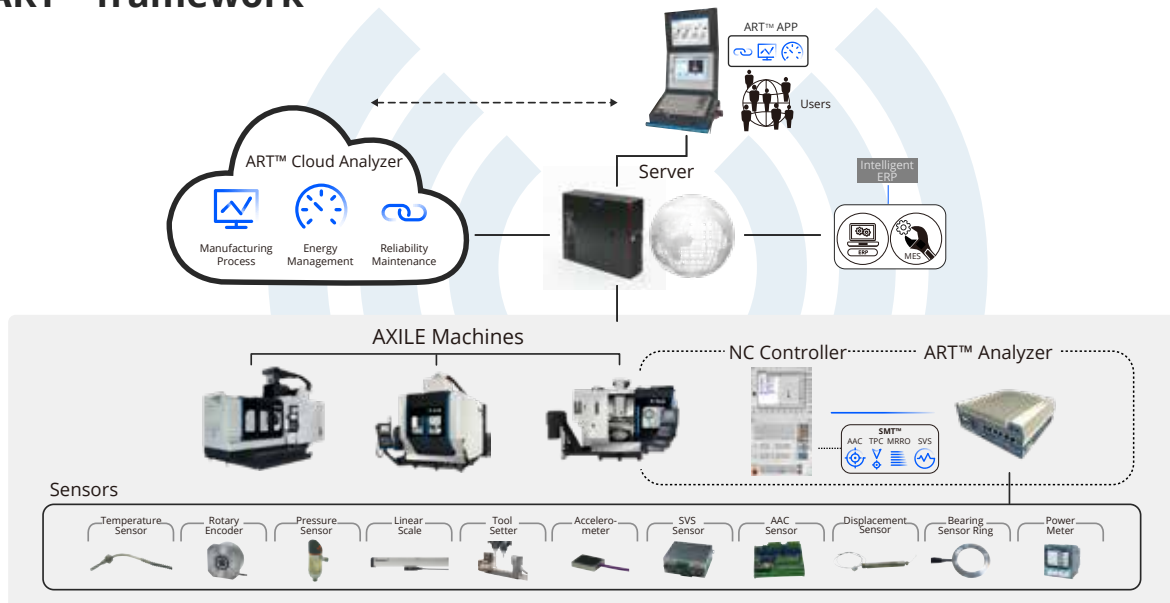 ART™ framework
ART™ APP
Users
ART™ Cloud Analyzer
Manufacturing
Process
Energy
Management
Reliability
Maintenance
Server
Intelligent
ERP
ERP
MES
AXILE Machines
NC Controller
ART™ Analyzer
SMT™
AAC TPC MRRO SVS
Sensors
Temperature
Sensor
Rotary
Encoder
Pressure
Sensor
Linear
Scale
Tool
Setter
Accelero-
meter
SVS
Sensor
AAC
Sensor
Displacement
Sensor
Bearing
Sensor Ring
Power
Meter